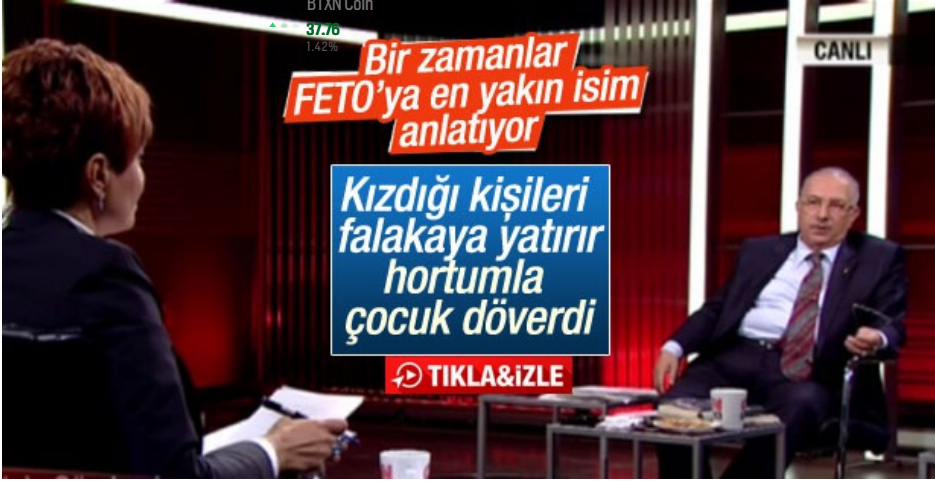 BTXN Coin
37.76
1.42%
CANLI
Bir zamanlar
FETO'ya en yakın isim
anlatıyor
Kızdığı kişileri
falakaya yatırır
hortumla
çocuk döverdi
TIKLA&iZLE